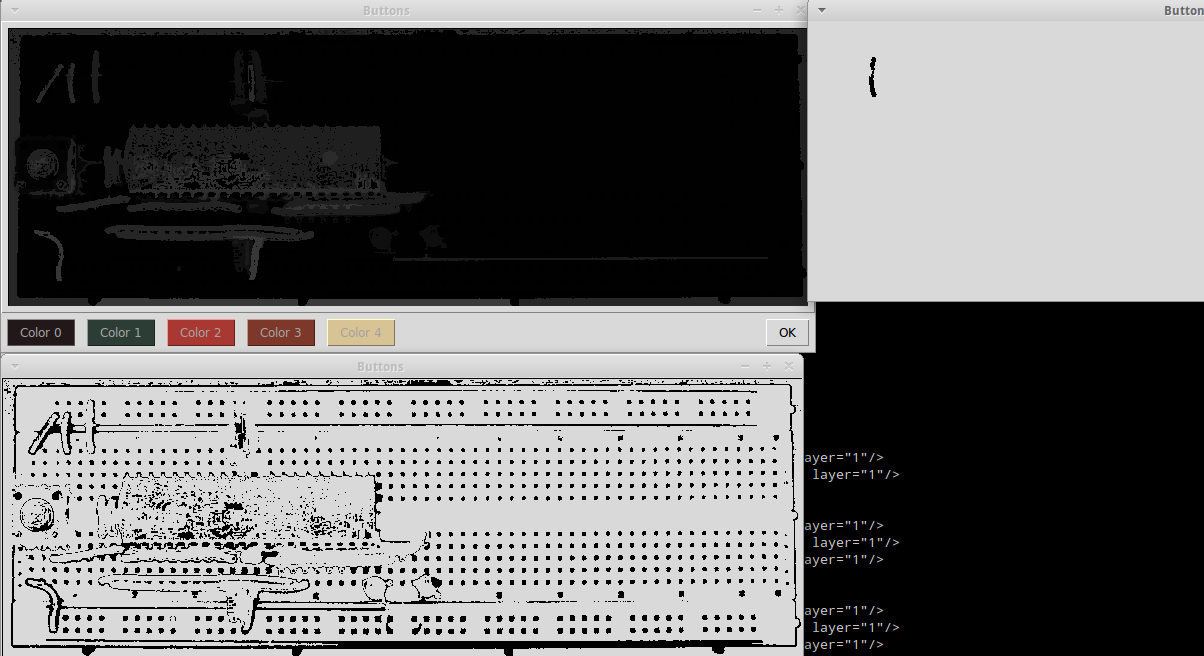 Buttons
Button
Color 0 Color 1 Color 2 Color 3 Color 4 OK
Buttons
ayer="1"/>
layer="1"/>
ayer="1"/>
layer="1"/>
ayer="1"/>
ayer="1"/>
layer="1"/>
ayer="1"/>